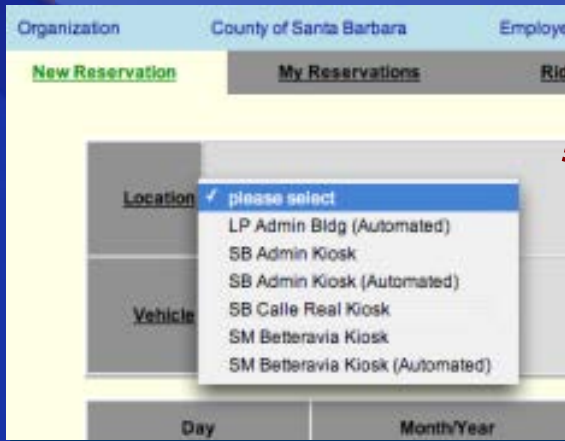 Organization County of Santa Barbara
New Reservation My Reservations
Location
✓ please select
LP Admin Bldg (Automated)
SB Admin Kiosk
SB Admin Kiosk (Automated)
SB Calle Real Kiosk
SM Betteravia Kiosk
SM Betteravia Kiosk (Automated)
Vehicle
Day Month/Year